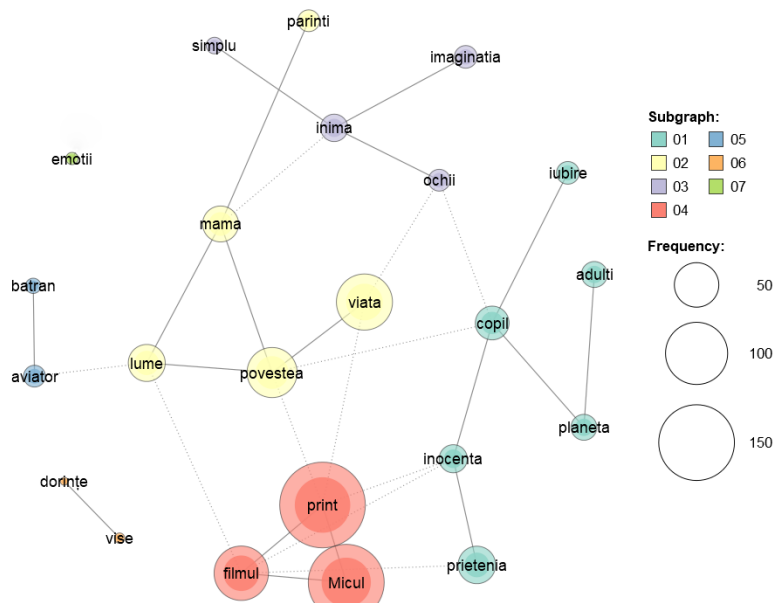 parinti
simplu
imaginatia
inima
emotii
ochii
iubire
mama
batran
adulti
viata
copil
lume
povestea
aviator
planeta
inocenta
dorințe
print
vise
filmul
Micul
prietenia
Subgraph:
01 05
02 06
03 07
04
Frequency:
50
100
150